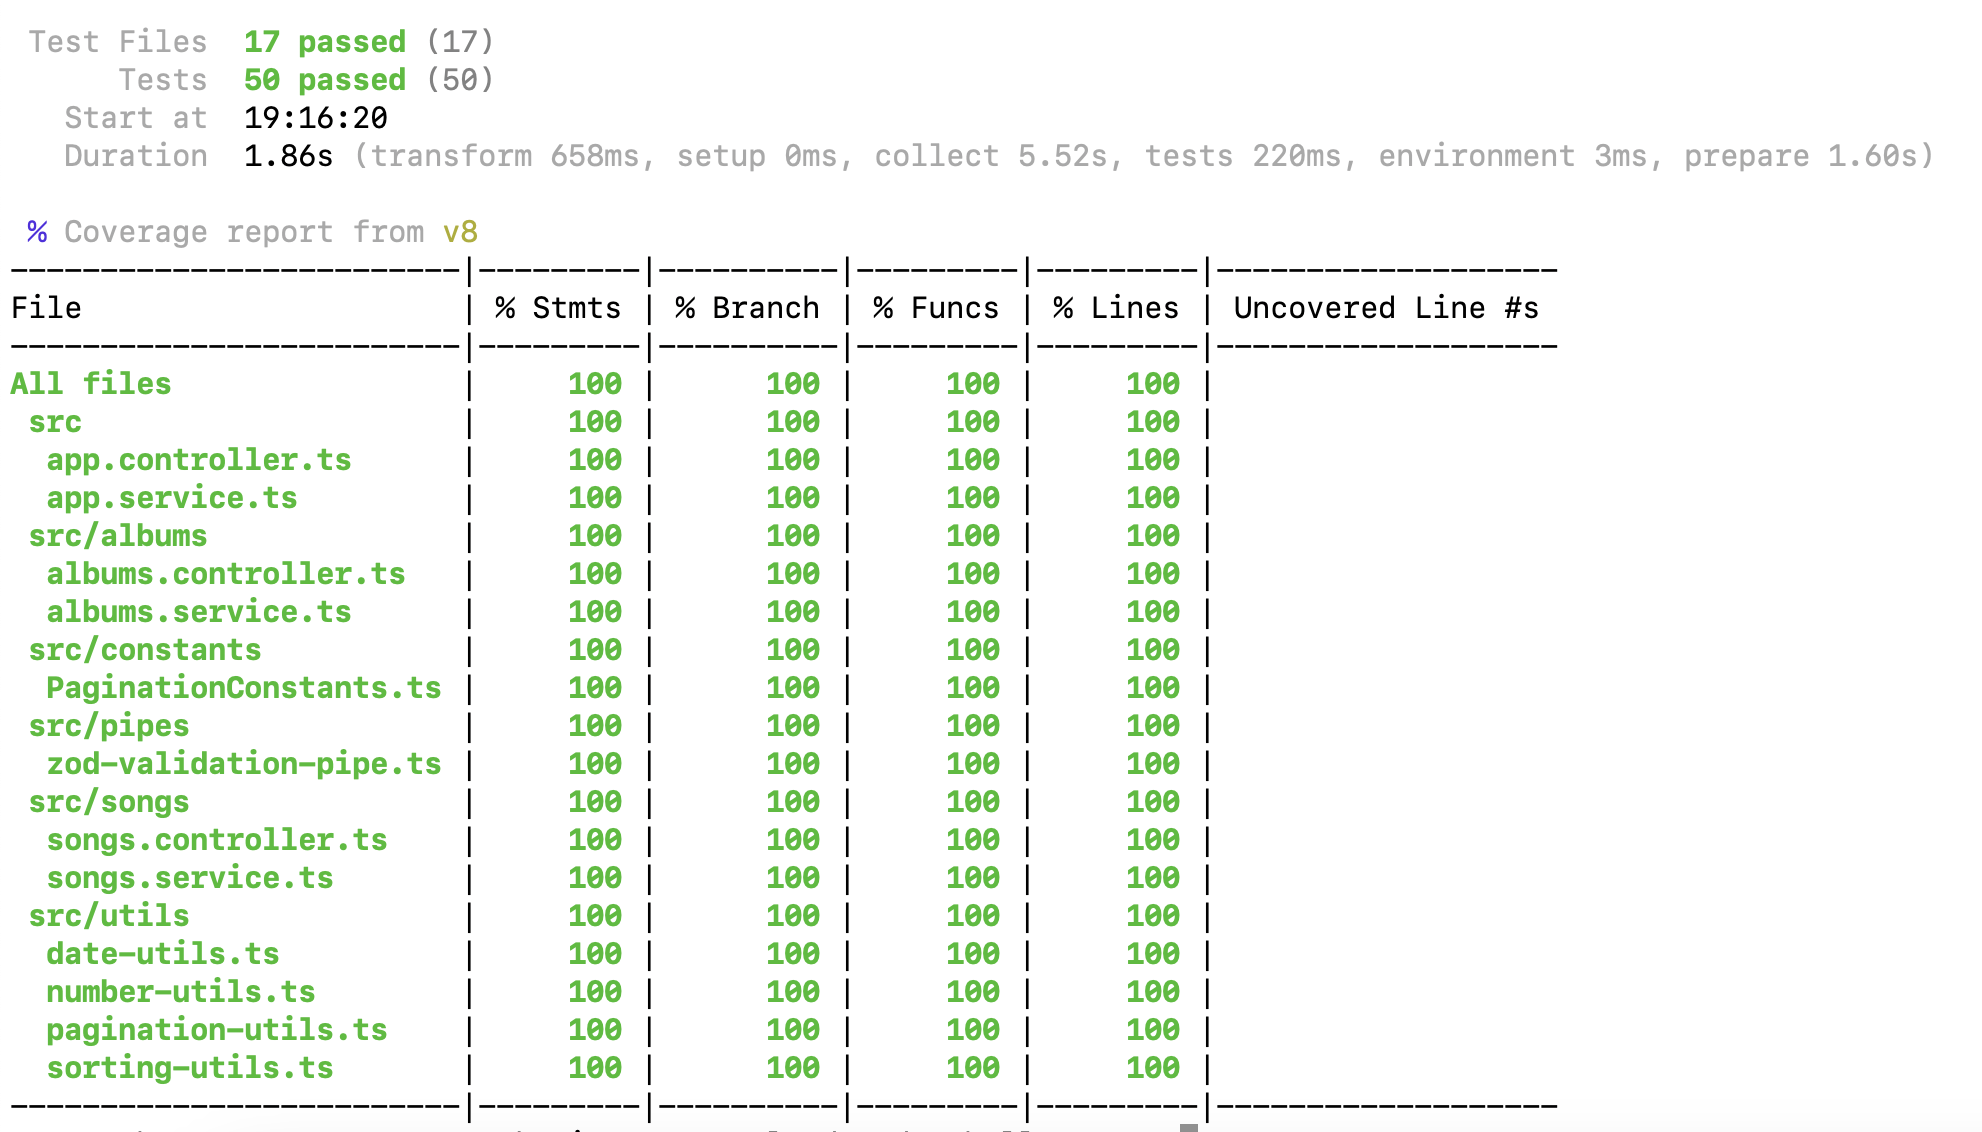 Test Files  17 passed (17)
Tests  50 passed (50)
Start at  19:16:20
Duration  1.86s (transform 658ms, setup 0ms, collect 5.52s, tests 220ms, environment 3ms, prepare 1.60s)
% Coverage report from v8
-------------------------|---------|----------|---------|---------|-------------------
File                     | % Stmts | % Branch | % Funcs | % Lines | Uncovered Line #s
-------------------------|---------|----------|---------|---------|-------------------
All files                |     100 |      100 |     100 |     100 |
 src                     |     100 |      100 |     100 |     100 |
  app.controller.ts      |     100 |      100 |     100 |     100 |
  app.service.ts         |     100 |      100 |     100 |     100 |
 src/albums              |     100 |      100 |     100 |     100 |
  albums.controller.ts   |     100 |      100 |     100 |     100 |
  albums.service.ts      |     100 |      100 |     100 |     100 |
 src/constants           |     100 |      100 |     100 |     100 |
  PaginationConstants.ts |     100 |      100 |     100 |     100 |
 src/pipes               |     100 |      100 |     100 |     100 |
  zod-validation-pipe.ts |     100 |      100 |     100 |     100 |
 src/songs               |     100 |      100 |     100 |     100 |
  songs.controller.ts    |     100 |      100 |     100 |     100 |
  songs.service.ts       |     100 |      100 |     100 |     100 |
 src/utils               |     100 |      100 |     100 |     100 |
  date-utils.ts          |     100 |      100 |     100 |     100 |
  number-utils.ts        |     100 |      100 |     100 |     100 |
  pagination-utils.ts    |     100 |      100 |     100 |     100 |
  sorting-utils.ts       |     100 |      100 |     100 |     100 |
-------------------------|---------|----------|---------|---------|-------------------